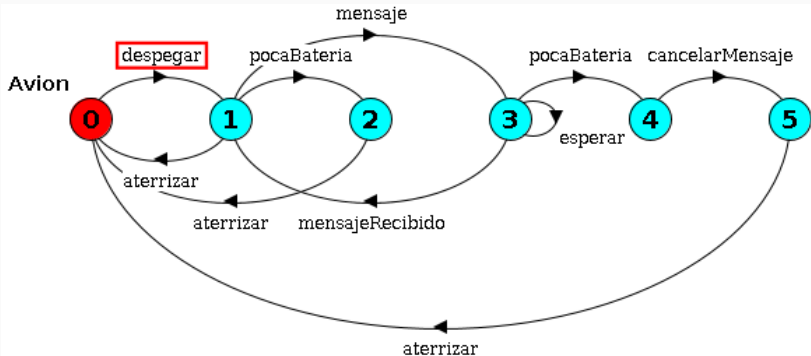 mensaje
despegar
pocaBateria
pocaBateria
cancelarMensaje
Avion
0
1
2
3
4
5
esperar
aterrizar
aterrizar
mensajeRecibido
aterrizar